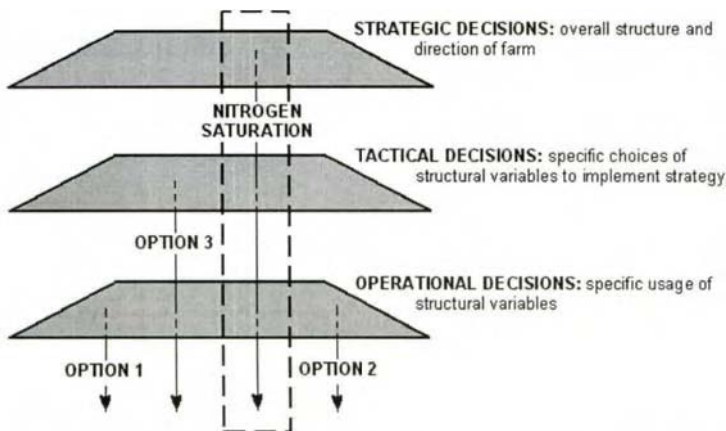 STRATEGIC DECISIONS: overall structure and
direction of farm
NITROGEN
SATURATION
TACTICAL DECISIONS: specific choices of
structural variables to implement strategy
OPTION 3
OPERATIONAL DECISIONS: specific usage of
structural variables
OPTION 1
OPTION 2